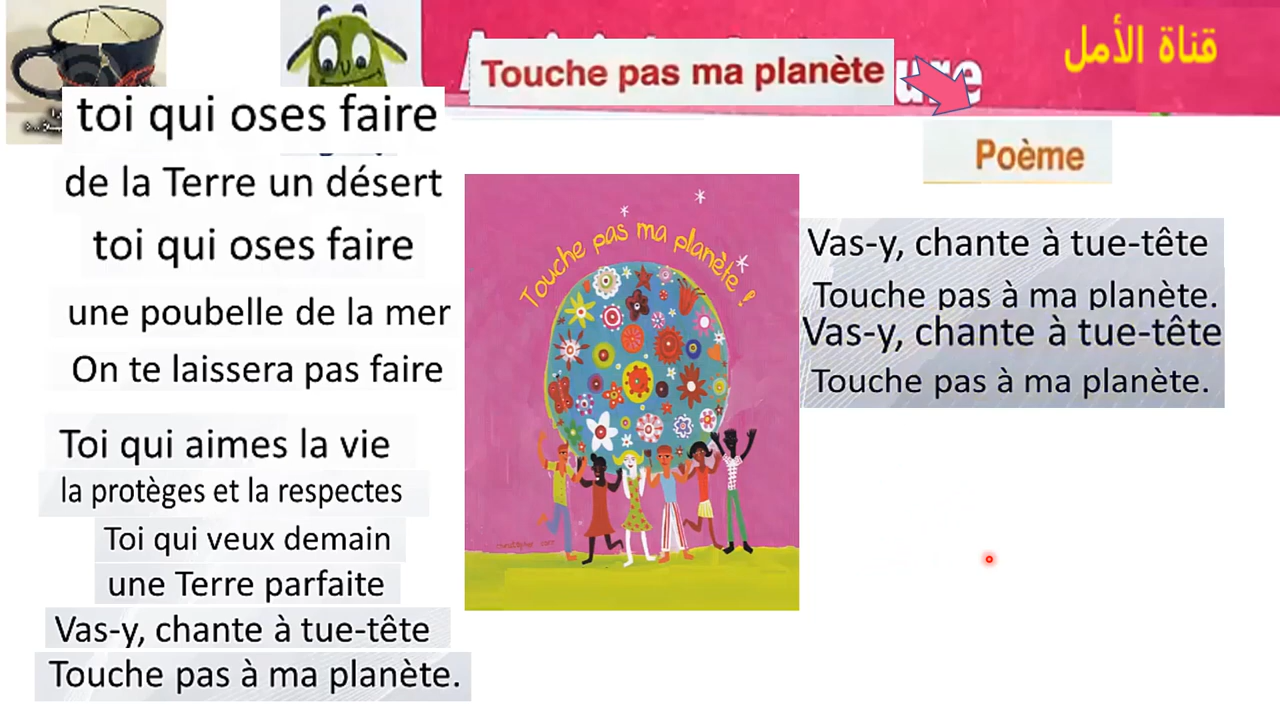 قناة الأمل
Touche pas ma planète
ure
Poème
toi qui oses faire
de la Terre un désert
toi qui oses faire
une poubelle de la mer
On te laissera pas faire
Toi qui aimes la vie
la protèges et la respectes
Toi qui veux demain
une Terre parfaite
Vas-y, chante à tue-tête
Touche pas à ma planète.
Touche pas ma planète !
Vas-y, chante à tue-tête
Touche pas à ma planète.
Vas-y, chante à tue-tête
Touche pas à ma planète.